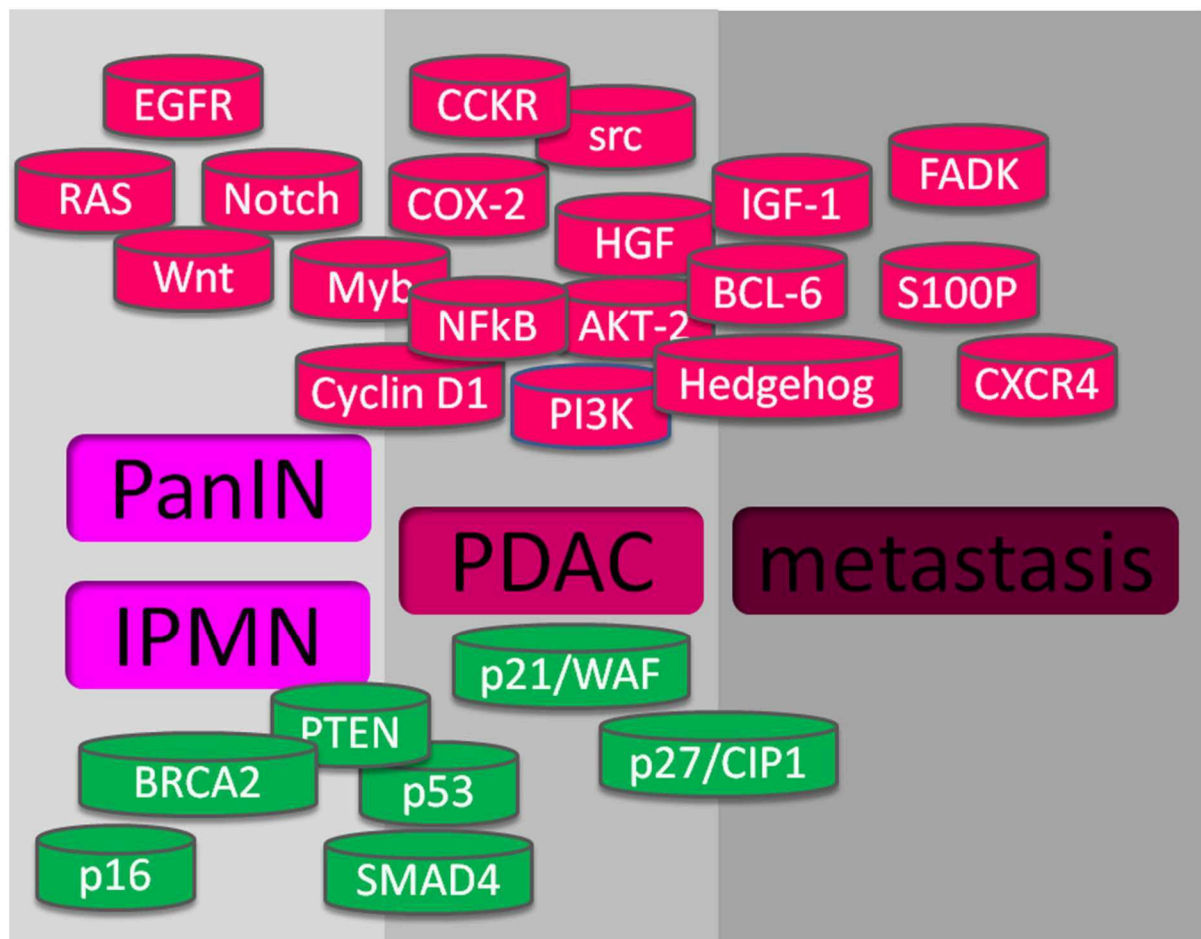 EGFR
CCKR
src
FADK
RAS
Notch
COX-2
IGF-1
HGF
Wnt
Myb
BCL-6
S100P
NFkB
AKT-2
Cyclin D1
PI3K
Hedgehog
CXCR4
PanIN
PDAC
metastasis
IPMN
p21/WAF
PTEN
p27/CIP1
BRCA2
p53
p16
SMAD4